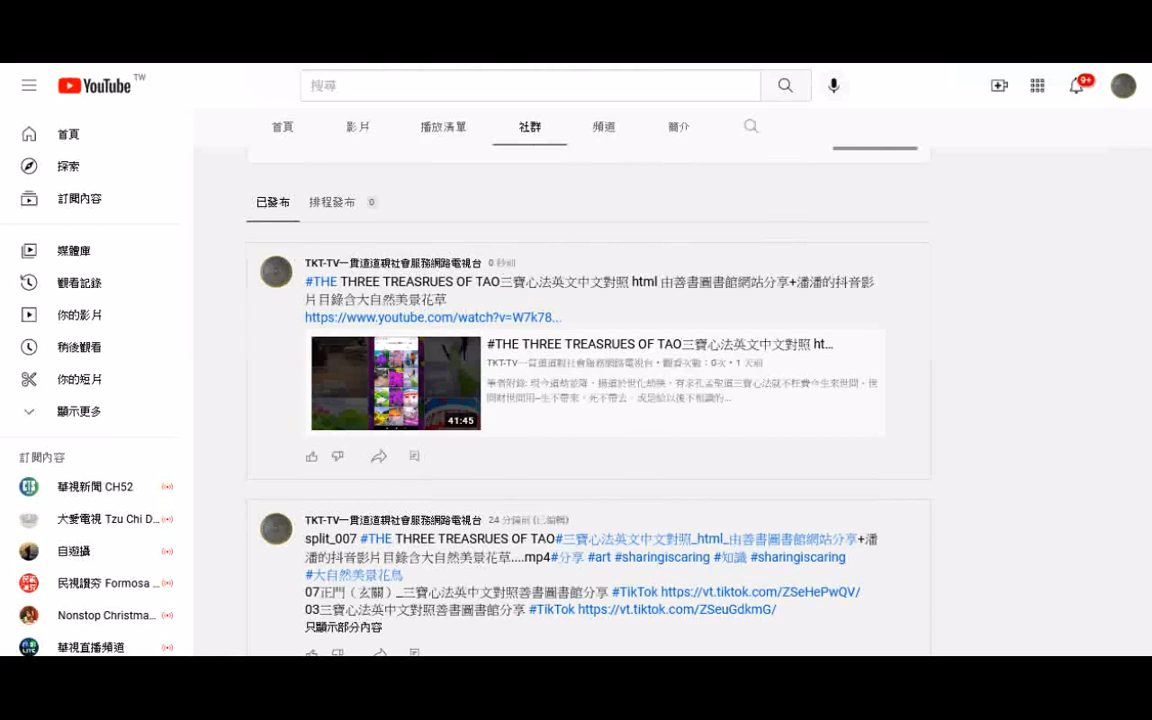 YouTube TW
搜尋
9+
首頁
影片
播放清單
社群
頻道
簡介
首頁
探索
訂閱內容
媒體庫
觀看記錄
你的影片
稍後觀看
你的短片
顯示更多
訂閱內容
華視新聞 CH52
大愛電視 Tzu Chi D...
自遊攝
民視讚夯 Formosa ...
Nonstop Christma...
華視直播頻道
已發布
排程發布 0
TKT-TV一貫道道親社會服務網路電視台 0 秒前
#THE THREE TREASRUES OF TAO三寶心法英文中文對照 html 由善書圖書館網站分享+潘潘的抖音影
片目錄含大自然美景花草
https://www.youtube.com/watch?v=W7k78...
41:45
#THE THREE TREASRUES OF TAO三寶心法英文中文對照 ht...
TKT-TV一貫道道親社會服務網路電視台 • 觀看次數：0次 • 1 天前
TKT-TV一貫道道親社會服務網路電視台 24 分鐘前 (已編輯)
split_007 #THE THREE TREASRUES OF TAO#三寶心法英文中文對照_html_由善書圖書館網站分享+潘
潘的抖音影片目錄含大自然美景花草....mp4#分享 #art #sharingiscaring #知識 #sharingiscaring
#大自然美景花鳥
07正門（玄關）_三寶心法英文中文對照善書圖書館分享 #TikTok https://vt.tiktok.com/ZSeHePwQV/
03三寶心法英文中文對照善書圖書館分享 #TikTok https://vt.tiktok.com/ZSeuGdkmG/
只顯示部分內容